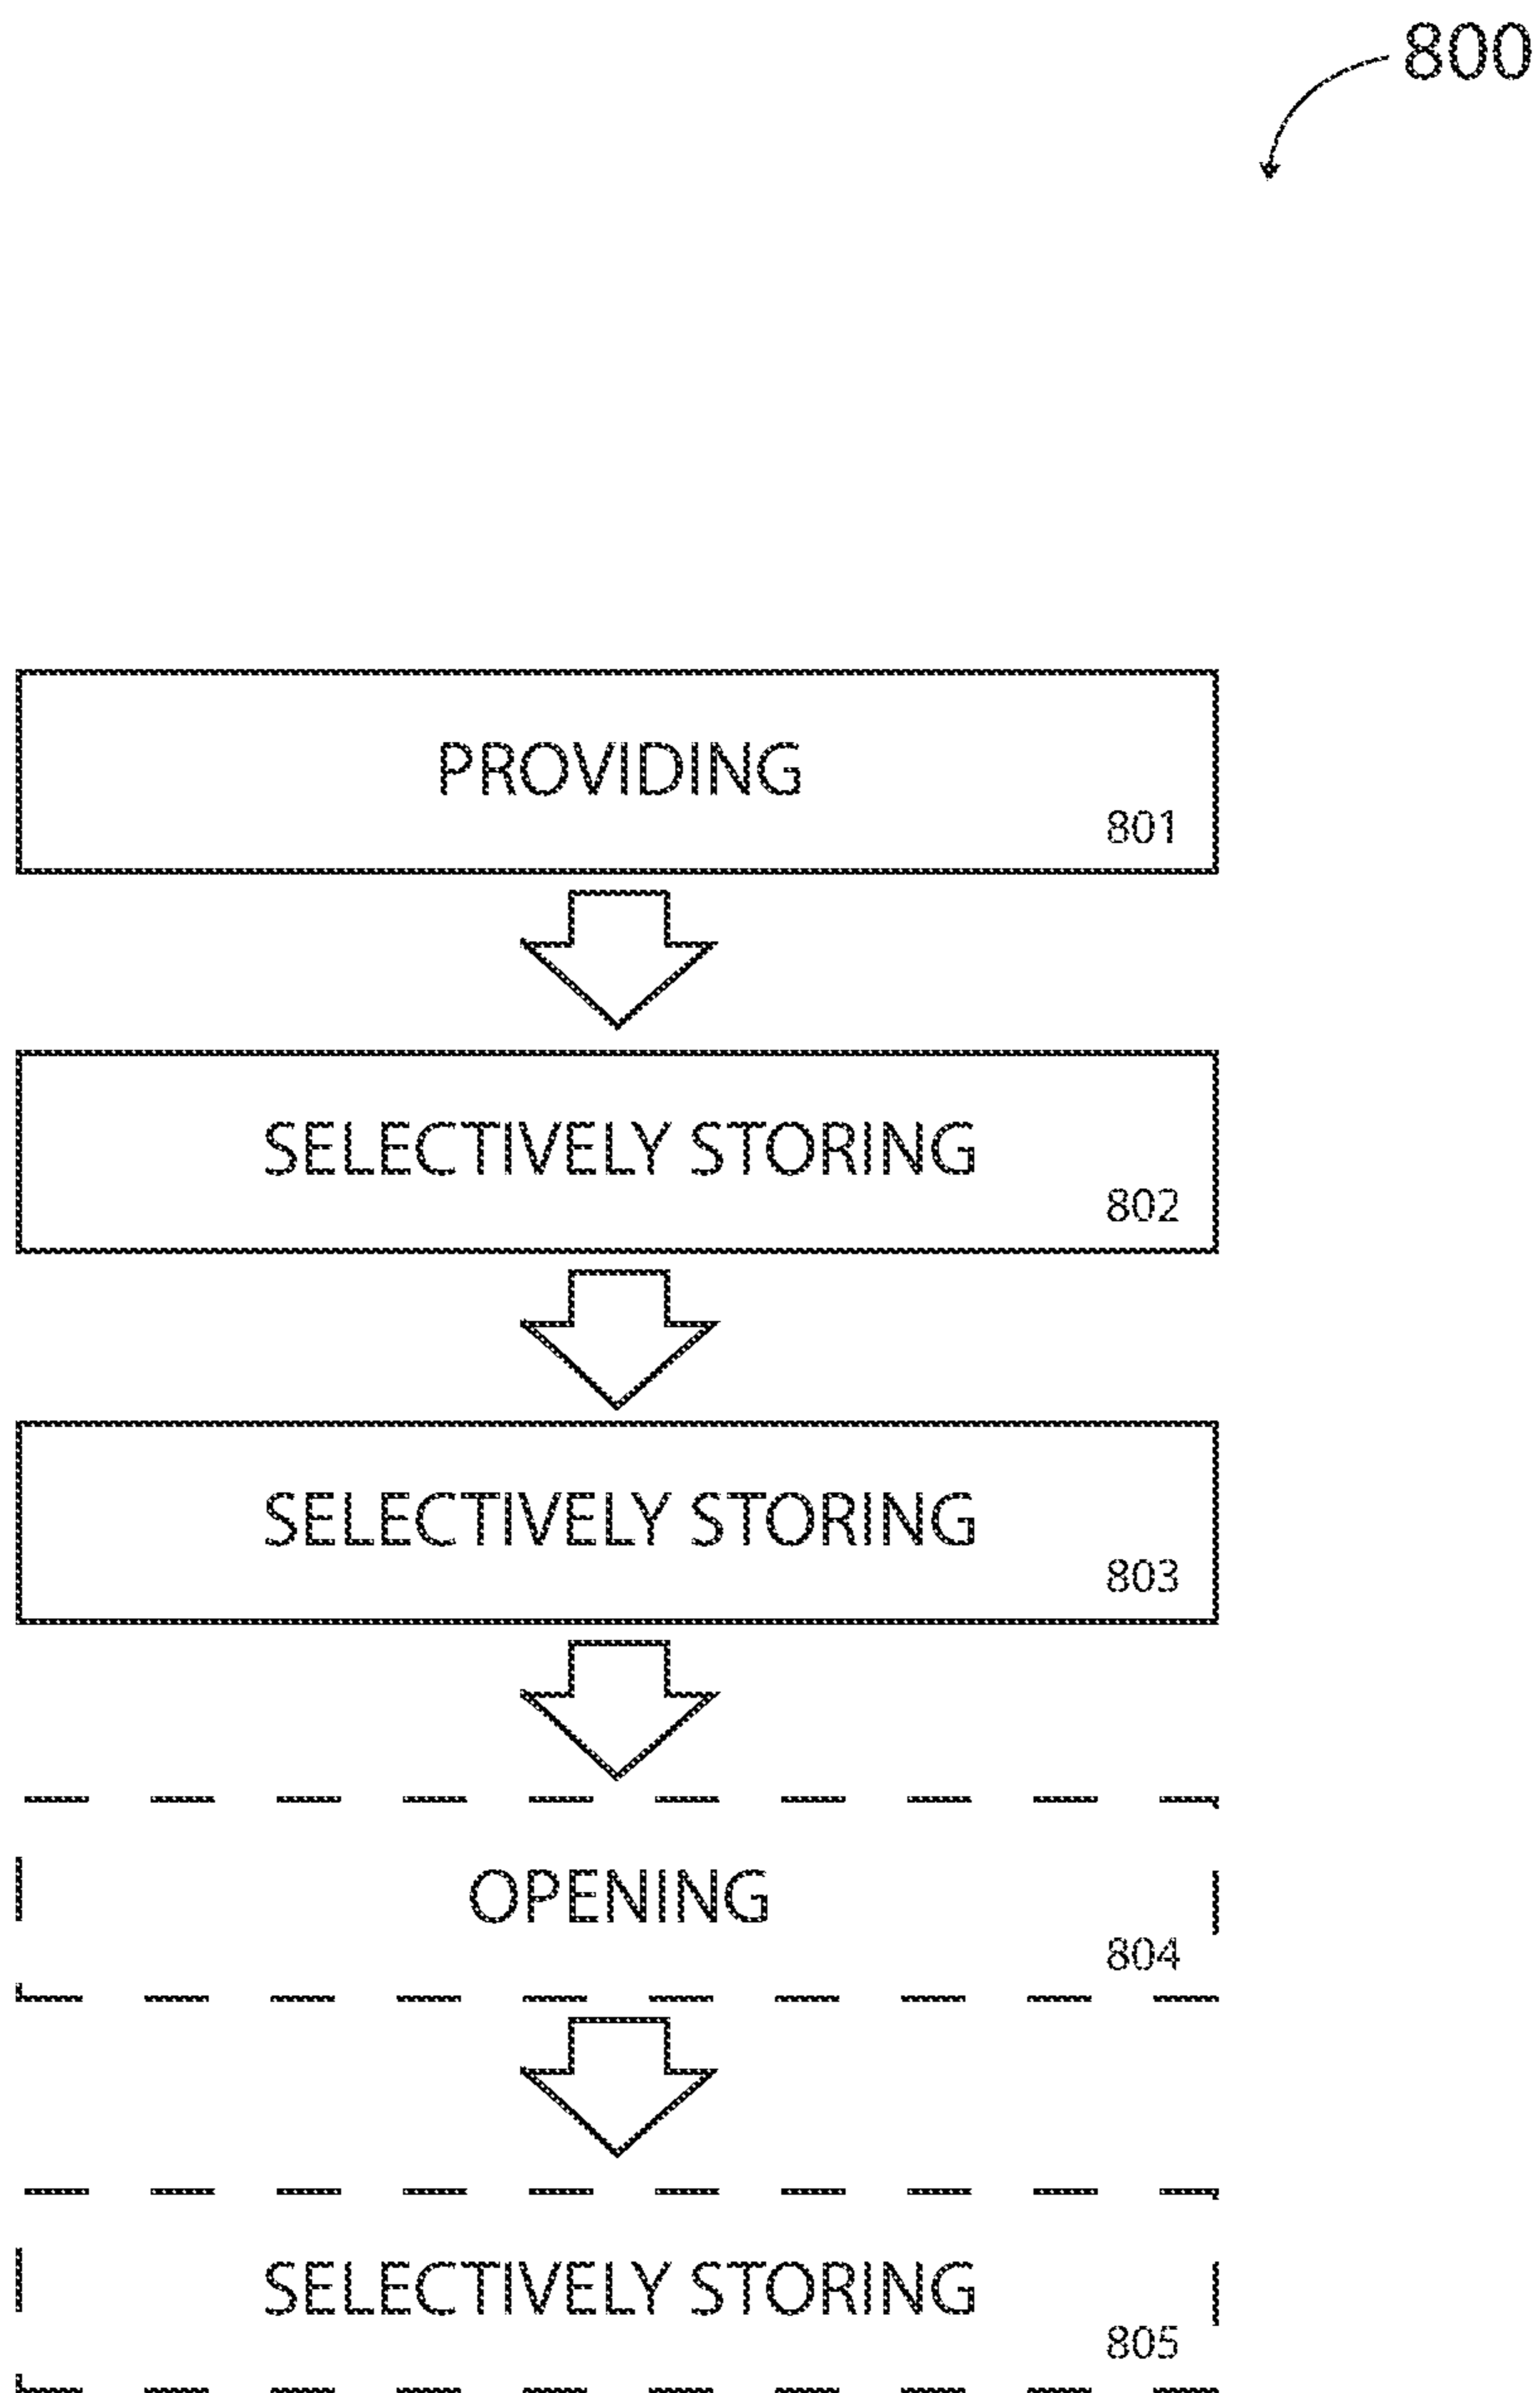 800
PROVIDING
801
SELECTIVELY STORING
802
SELECTIVELY STORING
803
OPENING
804
SELECTIVELY STORING
805